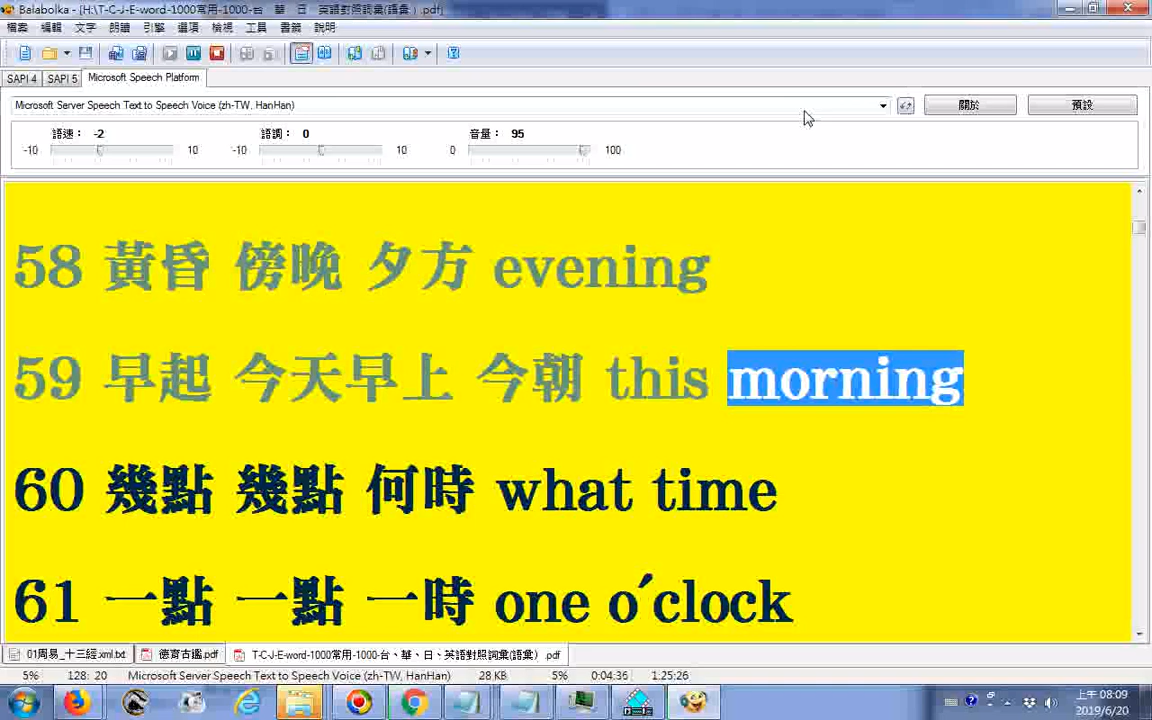 Balabolka - [H:\T-C-J-E-word-1000常用-1000-台、華、日、英語對照詞彙(語彙）.pdf]
檔案 編輯 文字 朗讀 引擎 選項 檢視 工具 書籤 說明
SAPI 4 SAPI 5 Microsoft Speech Platform
Microsoft Server Speech Text to Speech Voice (zh-TW, HanHan) 關於 預設
語速： -2 語調： 0 音量： 95
-10 10 -10 10 0 100
58 黃昏 傍晚 夕方 evening
59 早起 今天早上 今朝 this morning
60 幾點 幾點 何時 what time
61 一點 一點 一時 one o′clock
01周易_十三經.xml.txt 德育古鑑.pdf T-C-J-E-word-1000常用-1000-台、華、日、英語對照詞彙(語彙）.pdf
5% 128: 20 Microsoft Server Speech Text to Speech Voice (zh-TW, HanHan) 28 KB 5% 0:04:36 1:25:26
上午 08:09
2019/6/20